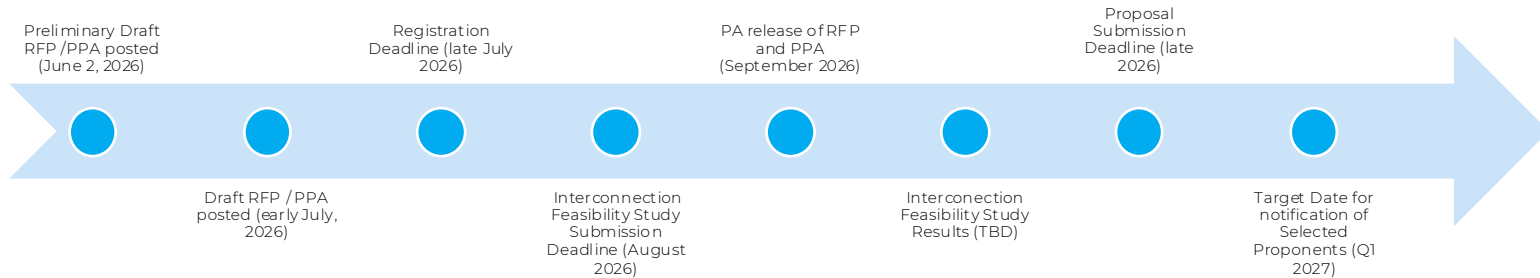 Preliminary Draft
RFP/PPA posted
(June 2, 2026)
Draft RFP / PPA
posted (early July,
2026)
Registration
Deadline (late July
2026)
Interconnection
Feasibility Study
Submission
Deadline (August
2026)
PA release of RFP
and PPA
(September 2026)
Interconection
Feasibility Study
Results (TBD)
Proposal
Submission
Deadline (late
2026)
Target Date for
notification of
Selected
Proponents (Q1
2027)